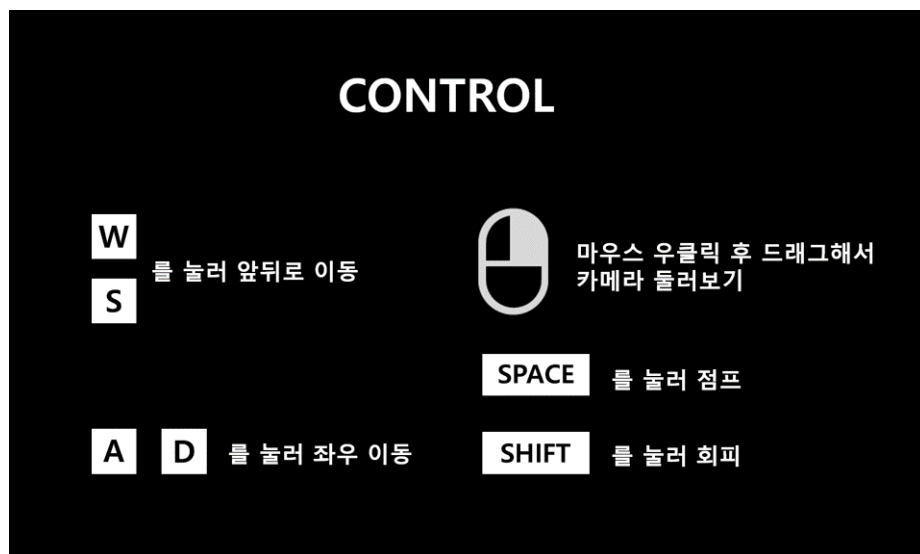 CONTROL
W
S
를 눌러 앞뒤로 이동
A D 를 눌러 좌우 이동
마우스 우클릭 후 드래그해서
카메라 둘러보기
SPACE 를 눌러 점프
SHIFT 를 눌러 회피